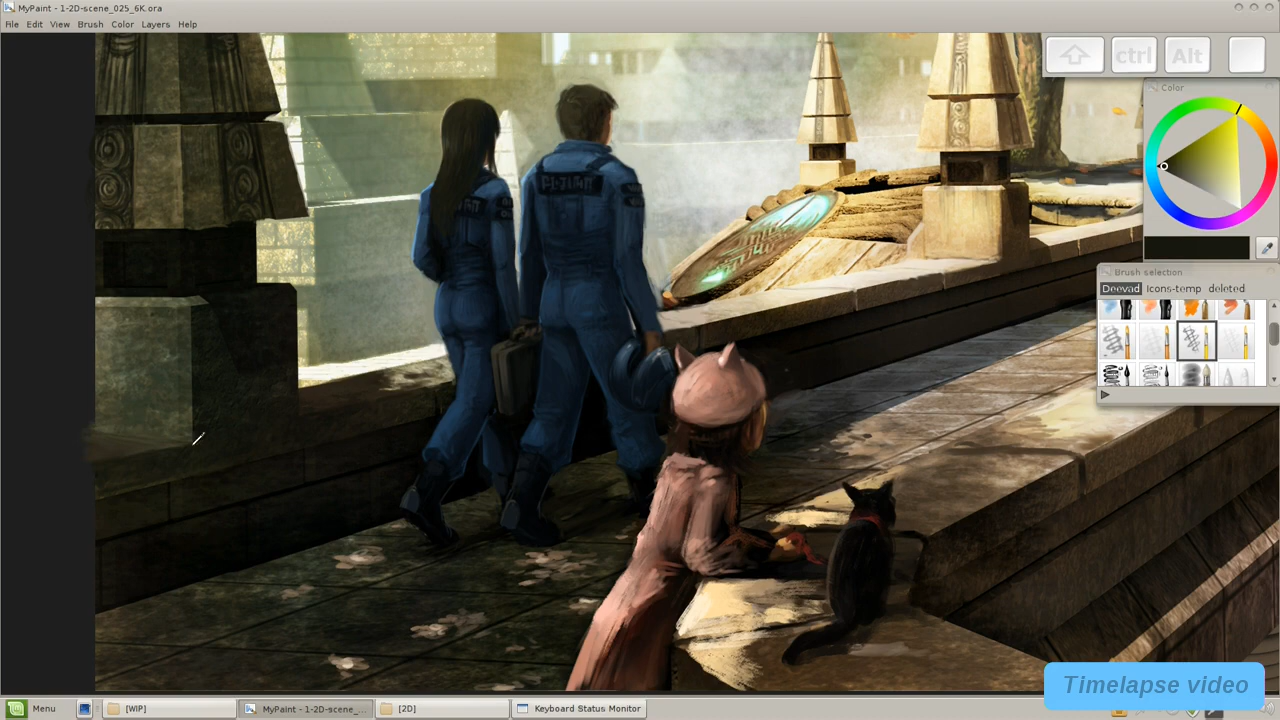 MyPaint - 1-2D-scene_025_6K.ora
File Edit View Brush Color Layers Help
ctrl Alt
Color
Brush selection
Deevad Icons-temp deleted
Timelapse video
Menu [WIP] MyPaint - 1-2D-scene_... [2D] Keyboard Status Monitor